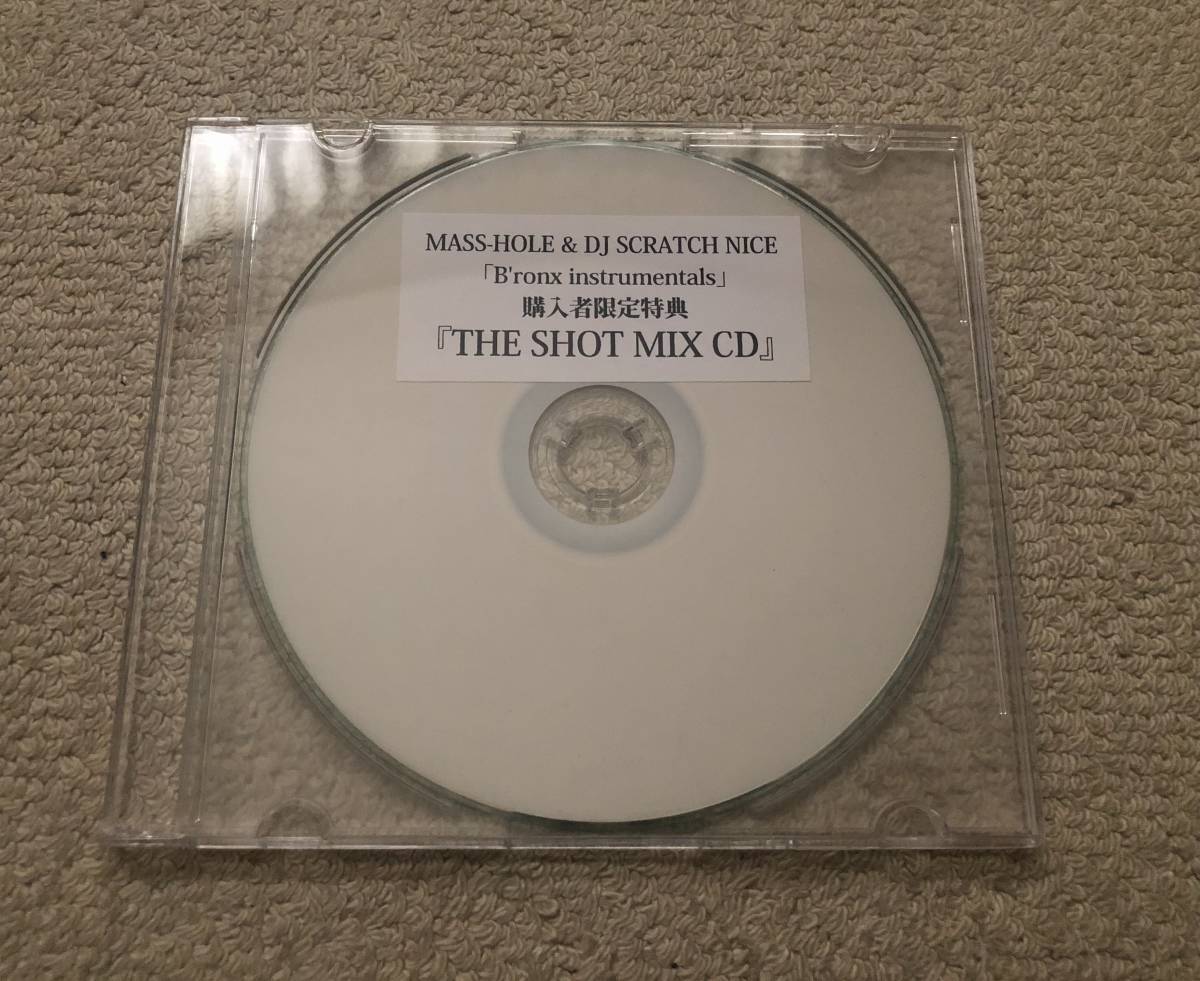 MASS-HOLE & DJ SCRATCH NICE
「B'ronx instrumentals」
購入者限定特典
『THE SHOT MIX CD』